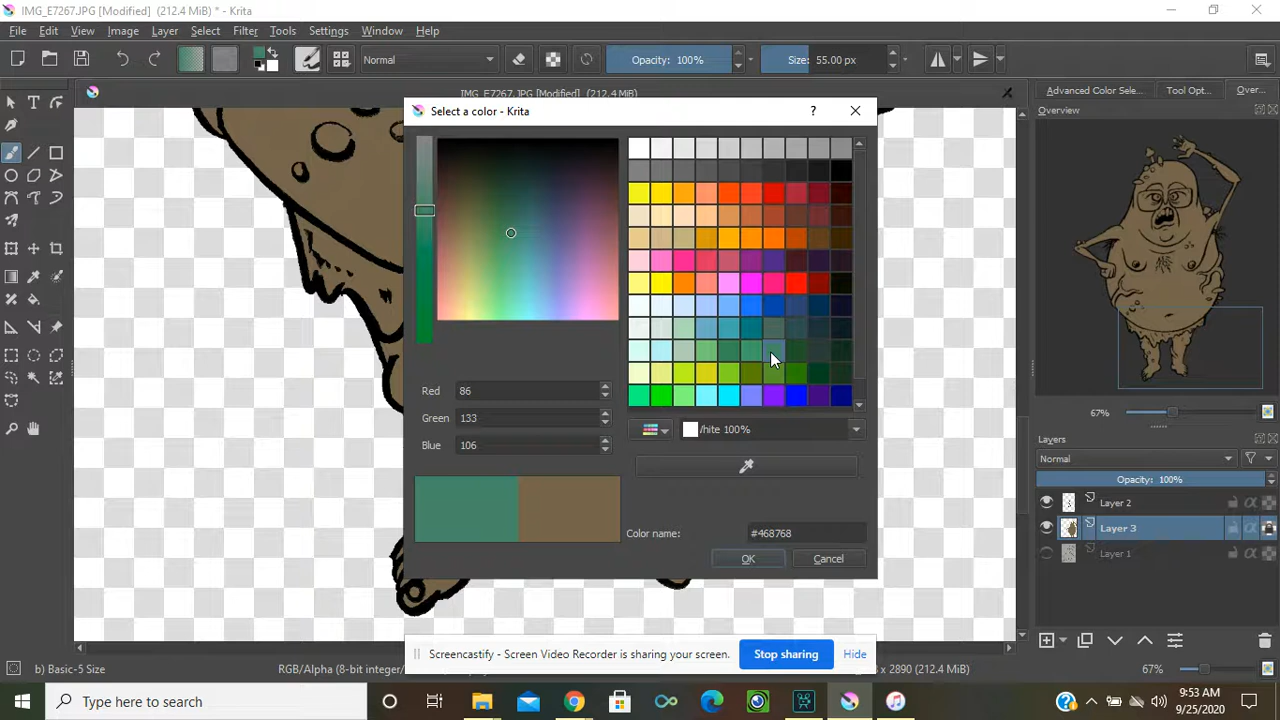 IMG_E7267.JPG [Modified] (212.4 MiB) * - Krita
File Edit View Image Layer Select Filter Tools Settings Window Help
Normal
Opacity: 100%
Size: 55.00 px
IMG_E7267.JPG [Modified] (212.4 MiB)
Advanced Color Sele...
Tool Opt...
Over...
Select a color - Krita
?
Overview
Red 86
Green 133
Blue 106
/hite 100%
67%
Layers
Normal
Opacity: 100%
Layer 2
Layer 3
Layer 1
Color name: #468768
OK Cancel
Screencastify - Screen Video Recorder is sharing your screen. Stop sharing Hide
b) Basic-5 Size
RGB/Alpha (8-bit integer/
x 2890 (212.4 MiB)
67%
Type here to search
9:53 AM
9/25/2020